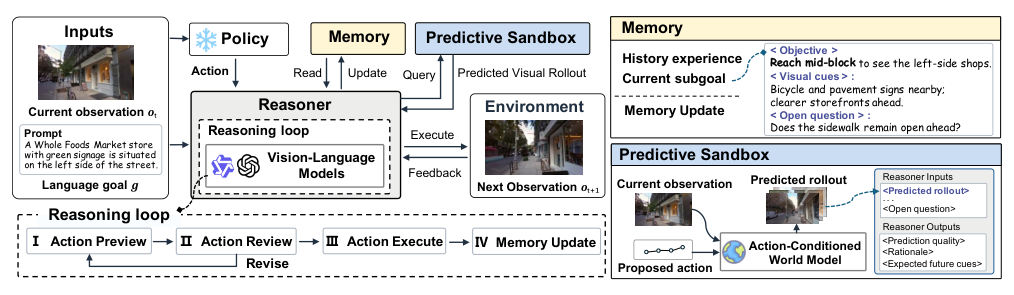 Inputs
Current observation oₜ
Prompt
A Whole Foods Market store
with green signage is situated
on the left side of the street.
Language goal g
Policy
Action
Memory
Read
Update
Predictive Sandbox
Query
Predicted Visual Rollout
Reasoner
Reasoning loop
Vision-Language
Models
Execute
Feedback
Environment
Next Observation oₜ₊₁
Reasoning loop
I Action Preview
II Action Review
III Action Execute
IV Memory Update
Revise
Memory
History experience
Current subgoal
Memory Update
< Objective >
Reach mid-block to see the left-side shops.
< Visual cues > :
Bicycle and pavement signs nearby;
clearer storefronts ahead.
< Open question > :
Does the sidewalk remain open ahead?
Predictive Sandbox
Current observation
Predicted rollout
Proposed action
Action-Conditioned
World Model
Reasoner Inputs
<Predicted rollout>
...
<Open question>
Reasoner Outputs
<Prediction quality>
<Rationale>
<Expected future cues>